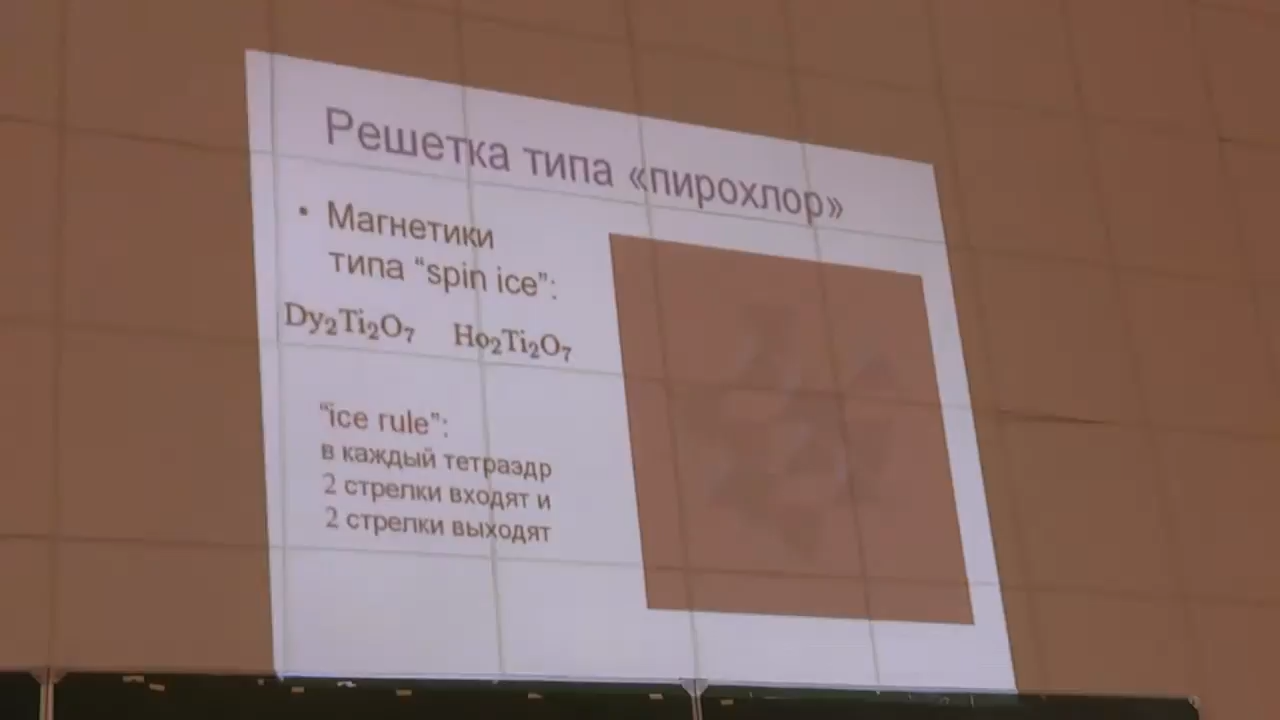 Решетка типа «пирохлор»
• Магнетики
типа “spin ice”:
Dy₂Ti₂O₇ Ho₂Ti₂O₇
“ice rule”:
в каждый тетраэдр
2 стрелки входят и
2 стрелки выходят